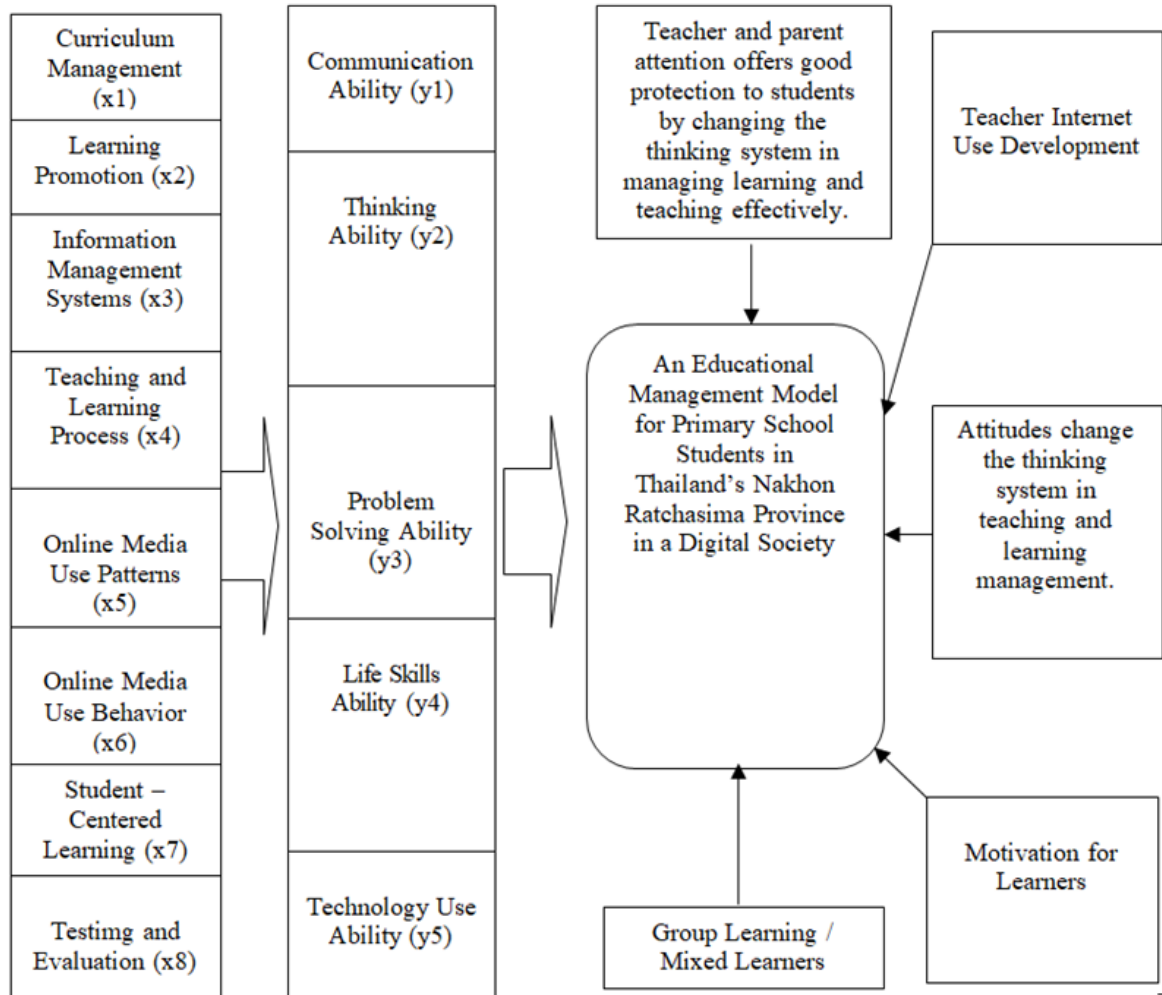 Curriculum
Management
(x1)
Learning
Promotion (x2)
Information
Management
Systems (x3)
Teaching and
Learning
Process (x4)
Online Media
Use Patterns
(x5)
Online Media
Use Behavior
(x6)
Student –
Centered
Learning (x7)
Testimg and
Evaluation (x8)
Communication
Ability (y1)
Thinking
Ability (y2)
Problem
Solving Ability
(y3)
Life Skills
Ability (y4)
Technology Use
Ability (y5)
Teacher and parent
attention offers good
protection to students
by changing the
thinking system in
managing learning and
teaching effectively.
An Educational
Management Model
for Primary School
Students in
Thailand’s Nakhon
Ratchasima Province
in a Digital Society
Group Learning /
Mixed Learners
Teacher Internet
Use Development
Attitudes change
the thinking
system in
teaching and
learning
management.
Motivation for
Learners